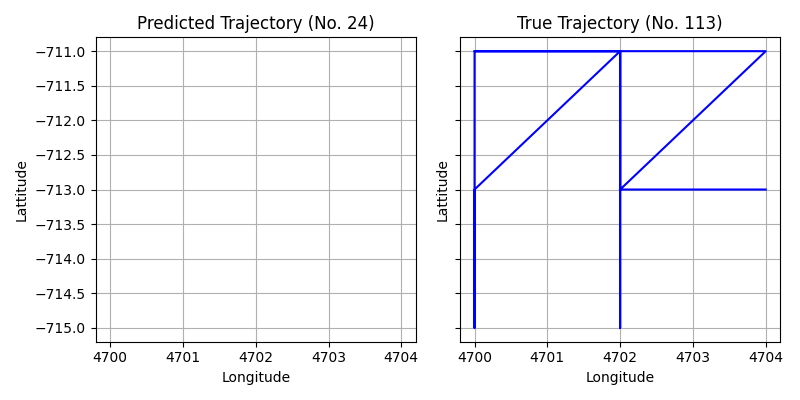 Predicted Trajectory (No. 24)
−711.0
−711.5
−712.0
−712.5
−713.0
−713.5
−714.0
−714.5
−715.0
Lattitude
4700 4701 4702 4703 4704
Longitude
True Trajectory (No. 113)
Lattitude
4700 4701 4702 4703 4704
Longitude